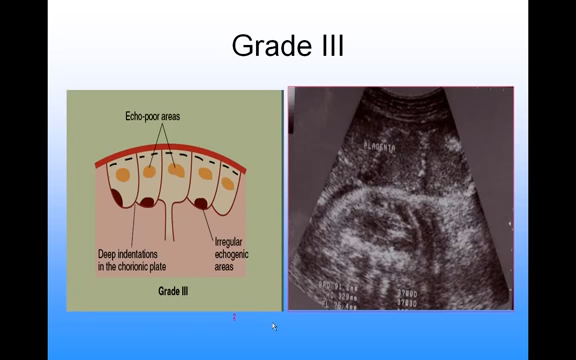 Grade III
Echo-poor areas
Deep indentations
in the chorionic plate
Irregular
echogenic
areas
Grade III
PLACENTA